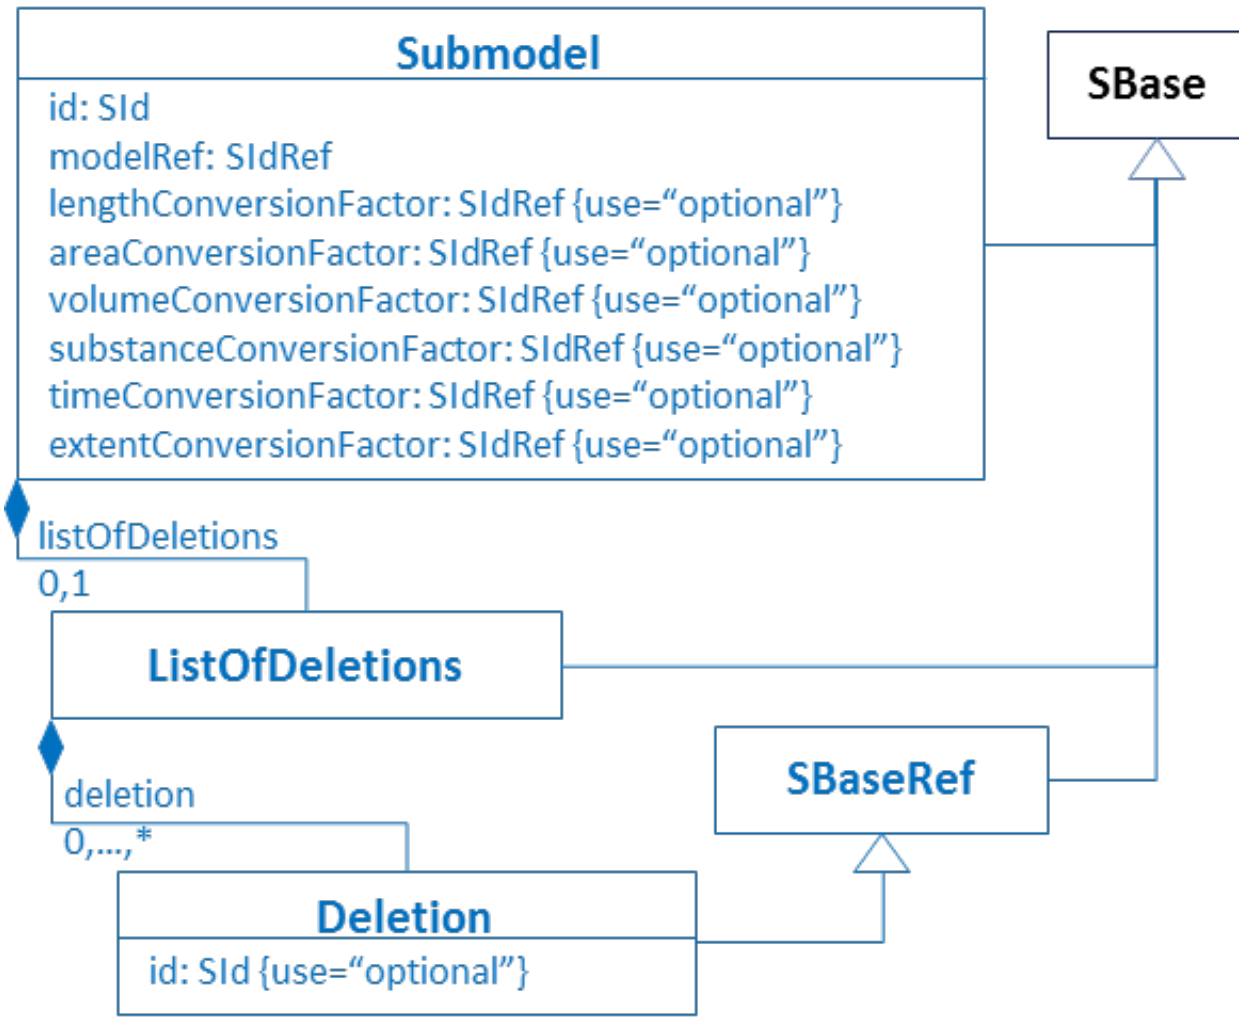 Submodel
SBase
id: SId
modelRef: SIdRef
lengthConversionFactor: SIdRef {use=“optional”}
areaConversionFactor: SIdRef {use=“optional”}
volumeConversionFactor: SIdRef {use=“optional”}
substanceConversionFactor: SIdRef {use=“optional”}
timeConversionFactor: SIdRef {use=“optional”}
extentConversionFactor: SIdRef {use=“optional”}
listOfDeletions
0,1
ListOfDeletions
SBaseRef
deletion
0,...,*
Deletion
id: SId {use=“optional”}